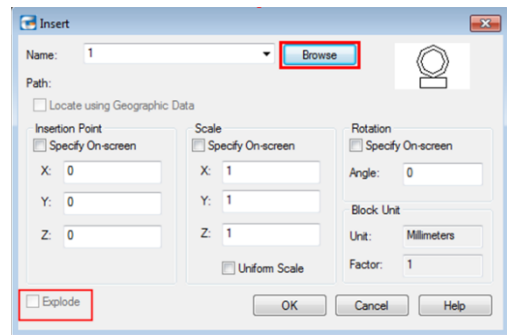 Insert
Name: 1 Browse
Path:
Locate using Geographic Data
Insertion Point Scale Rotation
Specify On-screen Specify On-screen Specify On-screen
X: 0 X: 1 Angle: 0
Y: 0 Y: 1 Block Unit
Z: 0 Z: 1 Unit: Millimeters
Uniform Scale Factor: 1
Explode OK Cancel Help